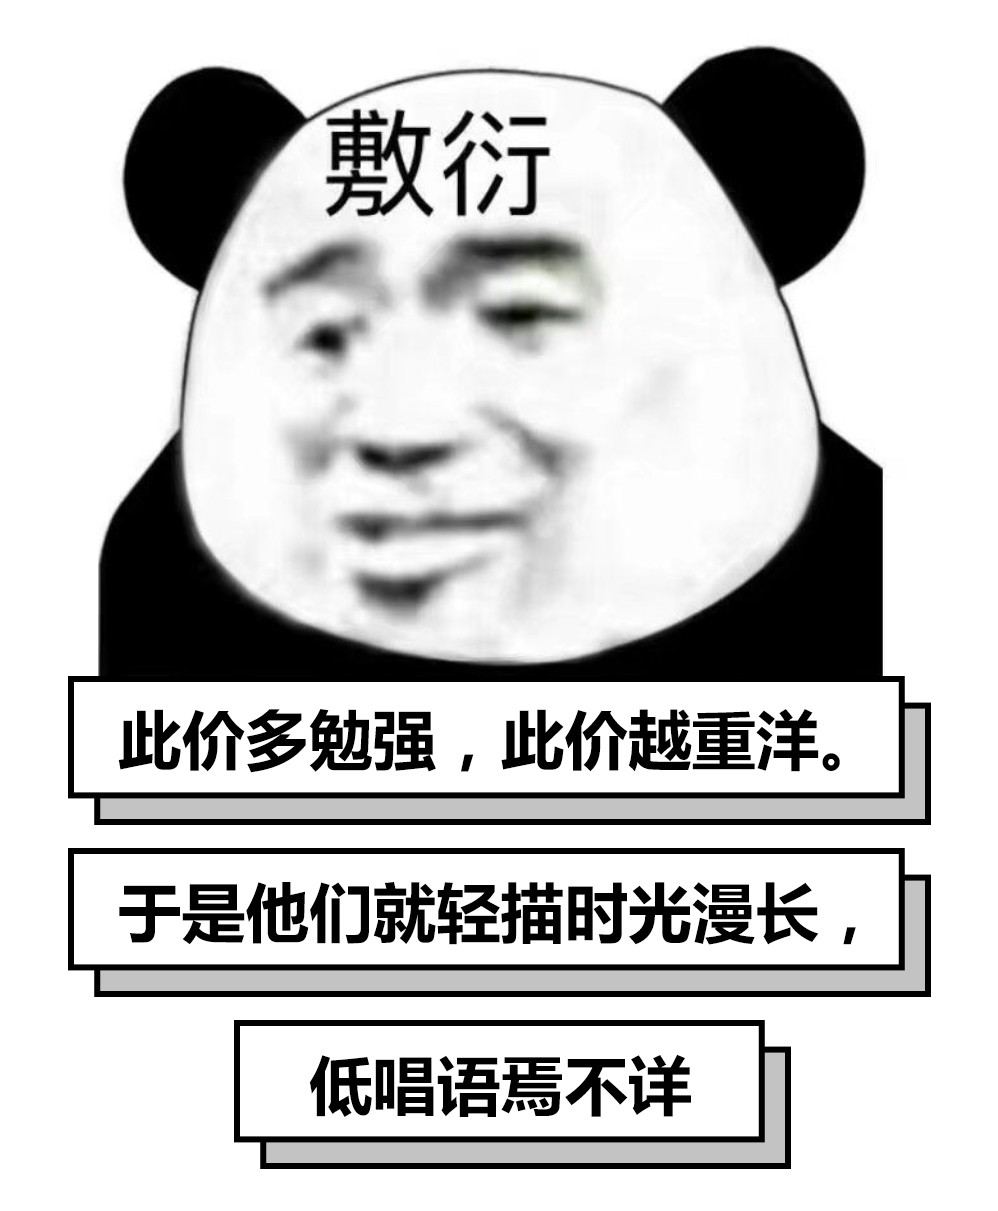 敷衍
此价多勉强，此价越重洋。
于是他们就轻描时光漫长，
低唱语焉不详